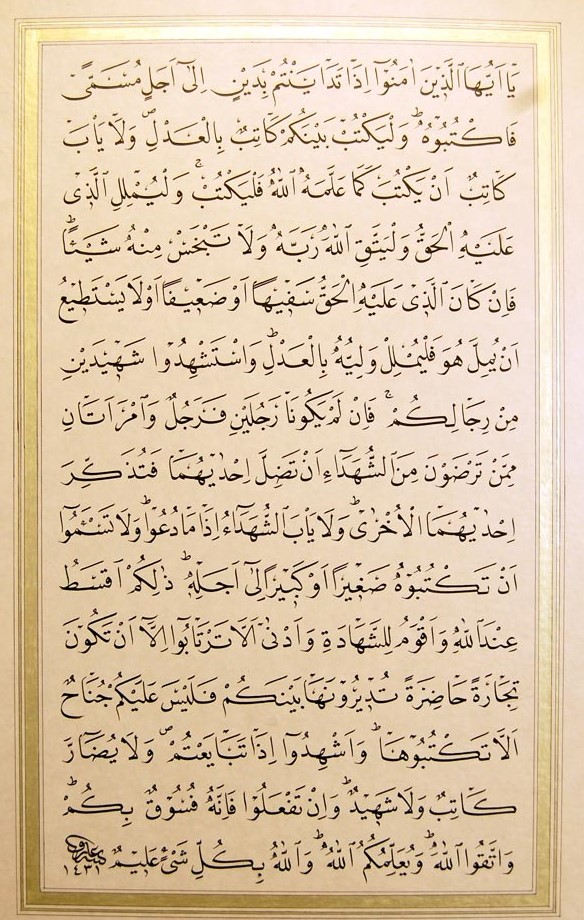 يَٓا اَيُّهَا الَّذ۪ينَ اٰمَنُٓوا اِذَا تَدَايَنْتُمْ بِدَيْنٍ اِلٰٓى اَجَلٍ مُسَمًّى
فَاكْتُبُوهُۜ وَلْيَكْتُبْ بَيْنَكُمْ كَاتِبٌ بِالْعَدْلِۖ وَلَا يَأْبَ
كَاتِبٌ اَنْ يَكْتُبَ كَمَا عَلَّمَهُ اللّٰهُ فَلْيَكْتُبْۚ وَلْيُمْلِلِ الَّذ۪ي
عَلَيْهِ الْحَقُّ وَلْيَتَّقِ اللّٰهَ رَبَّهُ وَلَا يَبْخَسْ مِنْهُ شَيْـًٔاۜ
فَاِنْ كَانَ الَّذ۪ي عَلَيْهِ الْحَقُّ سَف۪يهًا اَوْ ضَع۪يفًا اَوْ لَا يَسْتَط۪يعُ
اَنْ يُمِلَّ هُوَ فَلْيُمْلِلْ وَلِيُّهُ بِالْعَدْلِۜ وَاسْتَشْهِدُوا شَه۪يدَيْنِ
مِنْ رِجَالِكُمْۚ فَاِنْ لَمْ يَكُونَا رَجُلَيْنِ فَرَجُلٌ وَامْرَاَتَانِ
مِمَّنْ تَرْضَوْنَ مِنَ الشُّهَدَٓاءِ اَنْ تَضِلَّ اِحْدٰيهُمَا فَتُذَكِّرَ
اِحْدٰيهُمَا الْاُخْرٰىۜ وَلَا يَأْبَ الشُّهَدَٓاءُ اِذَا مَا دُعُواۜ وَلَا تَسْـَٔمُٓوا
اَنْ تَكْتُبُوهُ صَغ۪يرًا اَوْ كَب۪يرًا اِلٰٓى اَجَلِه۪ۜ ذٰلِكُمْ اَقْسَطُ
عِنْدَ اللّٰهِ وَاَقْوَمُ لِلشَّهَادَةِ وَاَدْنٰٓى اَلَّا تَرْتَابُٓوا اِلَّٓا اَنْ تَكُونَ
تِجَارَةً حَاضِرَةً تُد۪يرُونَهَا بَيْنَكُمْ فَلَيْسَ عَلَيْكُمْ جُنَاحٌ
اَلَّا تَكْتُبُوهَاۜ وَاَشْهِدُٓوا اِذَا تَبَايَعْتُمْۖ وَلَا يُضَٓارَّ
كَاتِبٌ وَلَا شَه۪يدٌۜ وَاِنْ تَفْعَلُوا فَاِنَّهُ فُسُوقٌ بِكُمْۜ
وَاتَّقُوا اللّٰهَۜ وَيُعَلِّمُكُمُ اللّٰهُۜ وَاللّٰهُ بِكُلِّ شَيْءٍ عَل۪يمٌ ١٤٣١